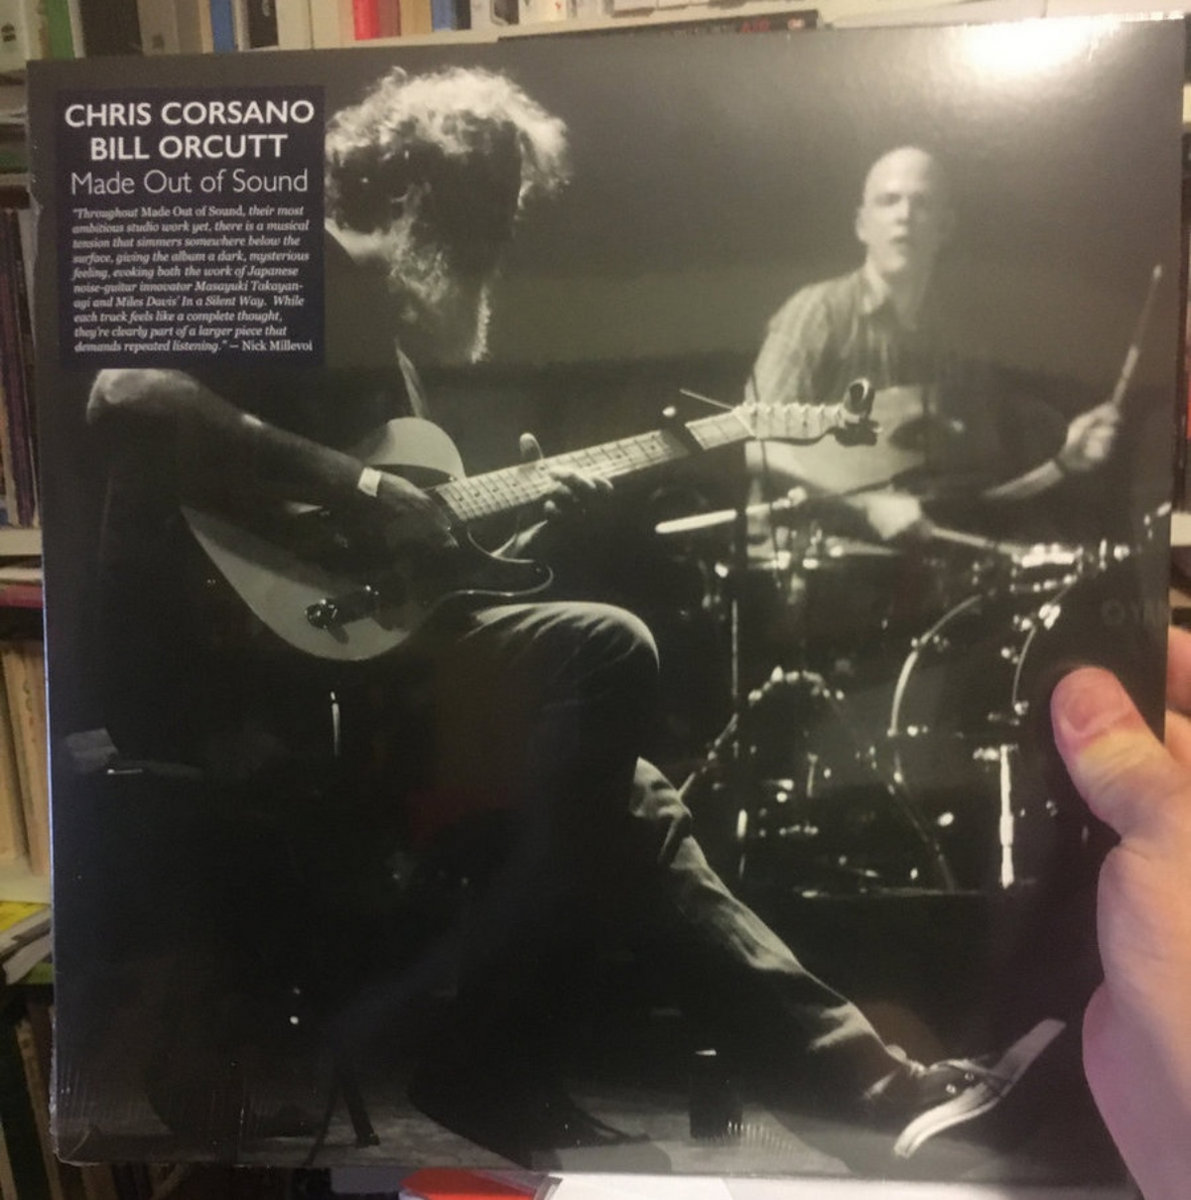 CHRIS CORSANO
BILL ORCUTT
Made Out of Sound
"Throughout Made Out of Sound, their most
ambitious studio work yet, there is a musical
tension that simmers somewhere below the
surface, giving the album a dark, mysterious
feeling, evoking both the work of Japanese
noise-guitar innovator Masayuki Takayan-
agi and Miles Davis' In a Silent Way. While
each track feels like a complete thought,
they're clearly part of a larger piece that
demands repeated listening." — Nick Millevoi